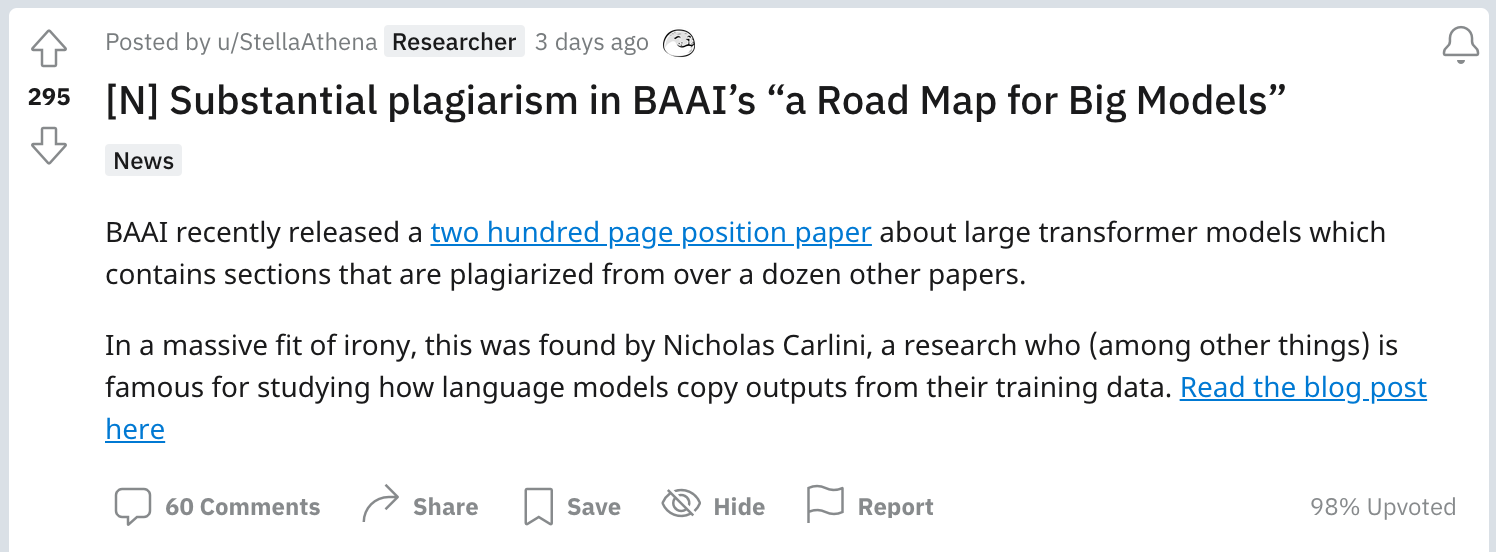 Posted by u/StellaAthena Researcher 3 days ago
295
[N] Substantial plagiarism in BAAI’s “a Road Map for Big Models”
News
BAAI recently released a two hundred page position paper about large transformer models which
contains sections that are plagiarized from over a dozen other papers.
In a massive fit of irony, this was found by Nicholas Carlini, a research who (among other things) is
famous for studying how language models copy outputs from their training data. Read the blog post
here
60 Comments Share Save Hide Report 98% Upvoted